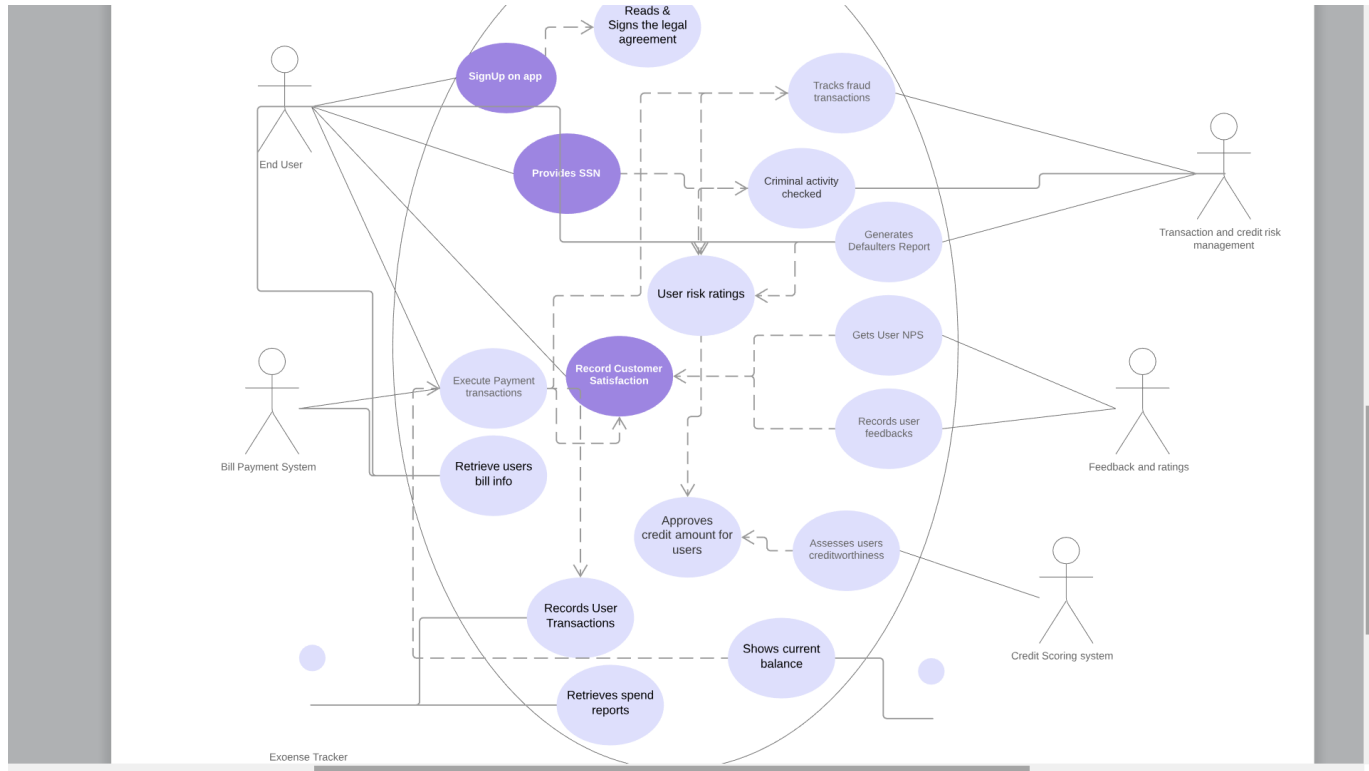 Reads &
Signs the legal
agreement
SignUp on app
Tracks fraud
transactions
End User
Provides SSN
Criminal activity
checked
Transaction and credit risk
management
Generates
Defaulters Report
User risk ratings
Gets User NPS
Record Customer
Satisfaction
Execute Payment
transactions
Records user
feedbacks
Bill Payment System
Retrieve users
bill info
Feedback and ratings
Approves
credit amount for
users
Assesses users
creditworthiness
Records User
Transactions
Shows current
balance
Credit Scoring system
Retrieves spend
reports
Exoense Tracker